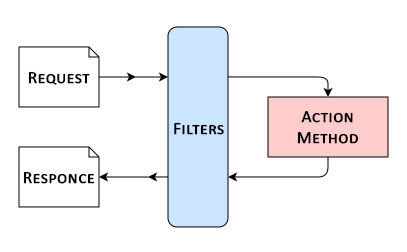 Request
Filters
Action
Method
Responce